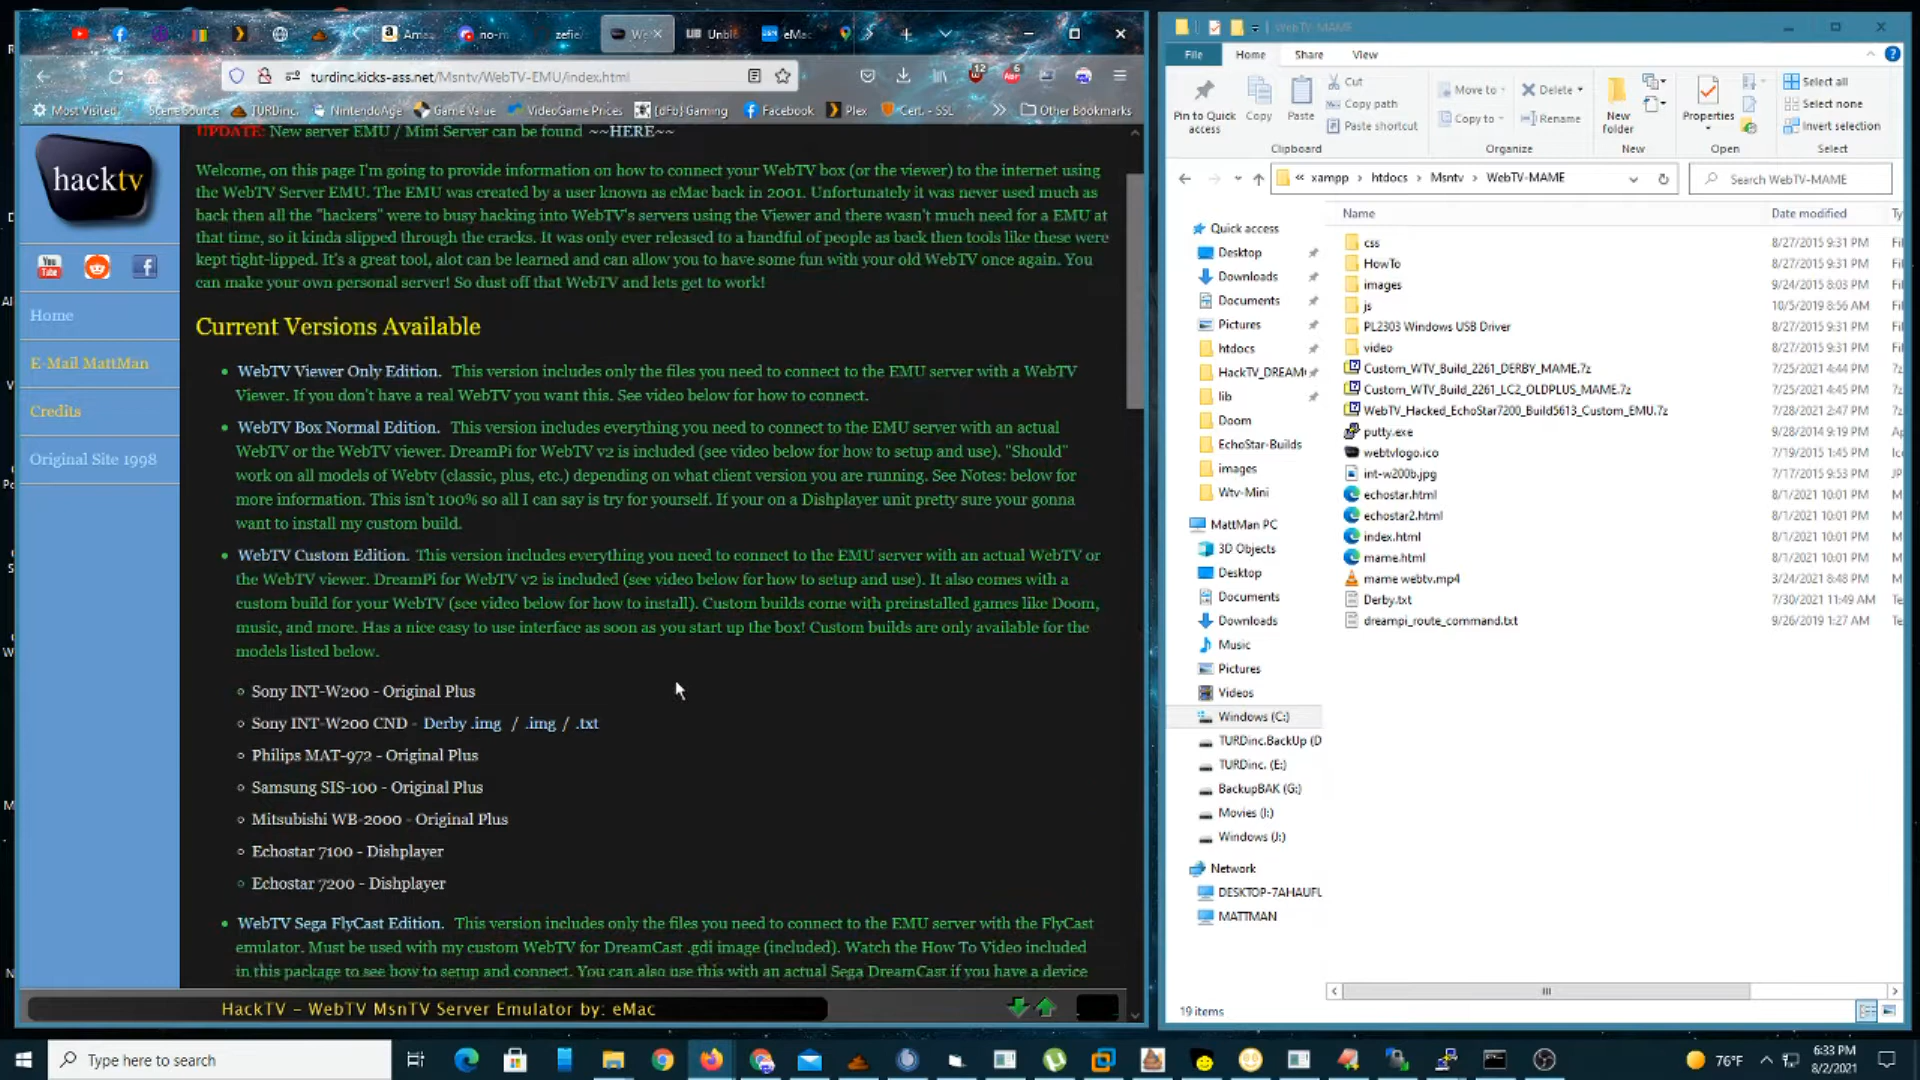 Ama
no-m
zefie
We
UnbI
eMa
turdinc.kicks-ass.net/Msntv/WebTV-EMU/index.html
12
6
Most Visited
Scene Source
TURDinc.
NintendoAge
Game Value
VideoGame Prices
[dFb] Gaming
Facebook
Plex
Cert. - SSL
Other Bookmarks
hacktv
You Tube
Home
E-Mail MattMan
Credits
Original Site 1998
UPDATE: New server EMU / Mini Server can be found ~~HERE~~
Welcome, on this page I'm going to provide information on how to connect your WebTV box (or the viewer) to the internet using
the WebTV Server EMU. The EMU was created by a user known as eMac back in 2001. Unfortunately it was never used much as
back then all the "hackers" were to busy hacking into WebTV's servers using the Viewer and there wasn't much need for a EMU at
that time, so it kinda slipped through the cracks. It was only ever released to a handful of people as back then tools like these were
kept tight-lipped. It's a great tool, alot can be learned and can allow you to have some fun with your old WebTV once again. You
can make your own personal server! So dust off that WebTV and lets get to work!
Current Versions Available
WebTV Viewer Only Edition. This version includes only the files you need to connect to the EMU server with a WebTV
Viewer. If you don't have a real WebTV you want this. See video below for how to connect.
WebTV Box Normal Edition. This version includes everything you need to connect to the EMU server with an actual
WebTV or the WebTV viewer. DreamPi for WebTV v2 is included (see video below for how to setup and use). "Should"
work on all models of Webtv (classic, plus, etc.) depending on what client version you are running. See Notes: below for
more information. This isn't 100% so all I can say is try for yourself. If your on a Dishplayer unit pretty sure your gonna
want to install my custom build.
WebTV Custom Edition. This version includes everything you need to connect to the EMU server with an actual WebTV or
the WebTV viewer. DreamPi for WebTV v2 is included (see video below for how to setup and use). It also comes with a
custom build for your WebTV (see video below for how to install). Custom builds come with preinstalled games like Doom,
music, and more. Has a nice easy to use interface as soon as you start up the box! Custom builds are only available for the
models listed below.
Sony INT-W200 - Original Plus
Sony INT-W200 CND - Derby .img / .img / .txt
Philips MAT-972 - Original Plus
Samsung SIS-100 - Original Plus
Mitsubishi WB-2000 - Original Plus
Echostar 7100 - Dishplayer
Echostar 7200 - Dishplayer
WebTV Sega FlyCast Edition. This version includes only the files you need to connect to the EMU server with the FlyCast
emulator. Must be used with my custom WebTV for DreamCast .gdi image (included). Watch the How To Video included
in this package to see how to setup and connect. You can also use this with an actual Sega DreamCast if you have a device
HackTV - WebTV MsnTV Server Emulator by: eMac
WebTV-MAME
File
Home
Share
View
Pin to Quick access
Copy
Paste
Cut
Copy path
Paste shortcut
Clipboard
Move to
Copy to
Delete
Rename
Organize
New folder
New
Properties
Open
Select all
Select none
Invert selection
Select
« xampp › htdocs › Msntv › WebTV-MAME
Search WebTV-MAME
Quick access
Desktop
Downloads
Documents
Pictures
htdocs
HackTV_DREAM
lib
Doom
EchoStar-Builds
images
Wtv-Mini
MattMan PC
3D Objects
Desktop
Documents
Downloads
Music
Pictures
Videos
Windows (C:)
TURDinc.BackUp (D
TURDinc. (E:)
BackupBAK (G:)
Movies (I:)
Windows (J:)
Network
DESKTOP-7AHAUFL
MATTMAN
Name Date modified Ty
css 8/27/2015 9:31 PM Fil
HowTo 8/27/2015 9:31 PM Fil
images 9/24/2015 8:03 PM Fil
js 10/5/2019 8:56 AM Fil
PL2303 Windows USB Driver 8/27/2015 9:31 PM Fil
video 8/27/2015 9:31 PM Fil
Custom_WTV_Build_2261_DERBY_MAME.7z 7/25/2021 4:44 PM 7z
Custom_WTV_Build_2261_LC2_OLDPLUS_MAME.7z 7/25/2021 4:45 PM 7z
WebTV_Hacked_EchoStar7200_Build5613_Custom_EMU.7z 7/28/2021 2:47 PM 7z
putty.exe 9/28/2014 9:19 PM Ap
webtvlogo.ico 7/19/2015 1:45 PM Ico
int-w200b.jpg 7/17/2015 9:53 PM JP
echostar.html 8/1/2021 10:01 PM M
echostar2.html 8/1/2021 10:01 PM M
index.html 8/1/2021 10:01 PM M
mame.html 8/1/2021 10:01 PM M
mame webtv.mp4 3/24/2021 8:48 PM M
Derby.txt 7/30/2021 11:49 AM Te
dreampi_route_command.txt 9/26/2019 1:27 AM Te
19 items
Type here to search
76°F
6:33 PM
8/2/2021